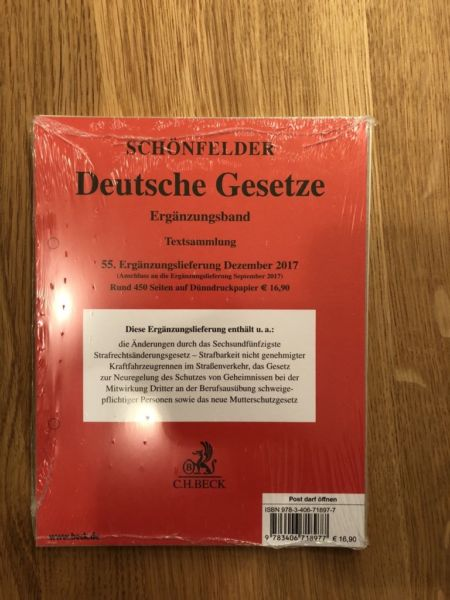 SCHÖNFELDER
Deutsche Gesetze
Ergänzungsband
Textsammlung
55. Ergänzungslieferung Dezember 2017
(Anschluss an die Ergänzungslieferung September 2017)
Rund 450 Seiten auf Dünndruckpapier € 16,90
Diese Ergänzungslieferung enthält u. a.:
die Änderungen durch das Sechsundfünfzigste
Strafrechtsänderungsgesetz – Strafbarkeit nicht genehmigter
Kraftfahrzeugrennen im Straßenverkehr, das Gesetz
zur Neuregelung des Schutzes von Geheimnissen bei der
Mitwirkung Dritter an der Berufsausübung schweige-
pflichtiger Personen sowie das neue Mutterschutzgesetz
B
C.H.BECK
Post darf öffnen
ISBN 978-3-406-71897-7
9 783406 718977
€ 16,90
www.beck.de